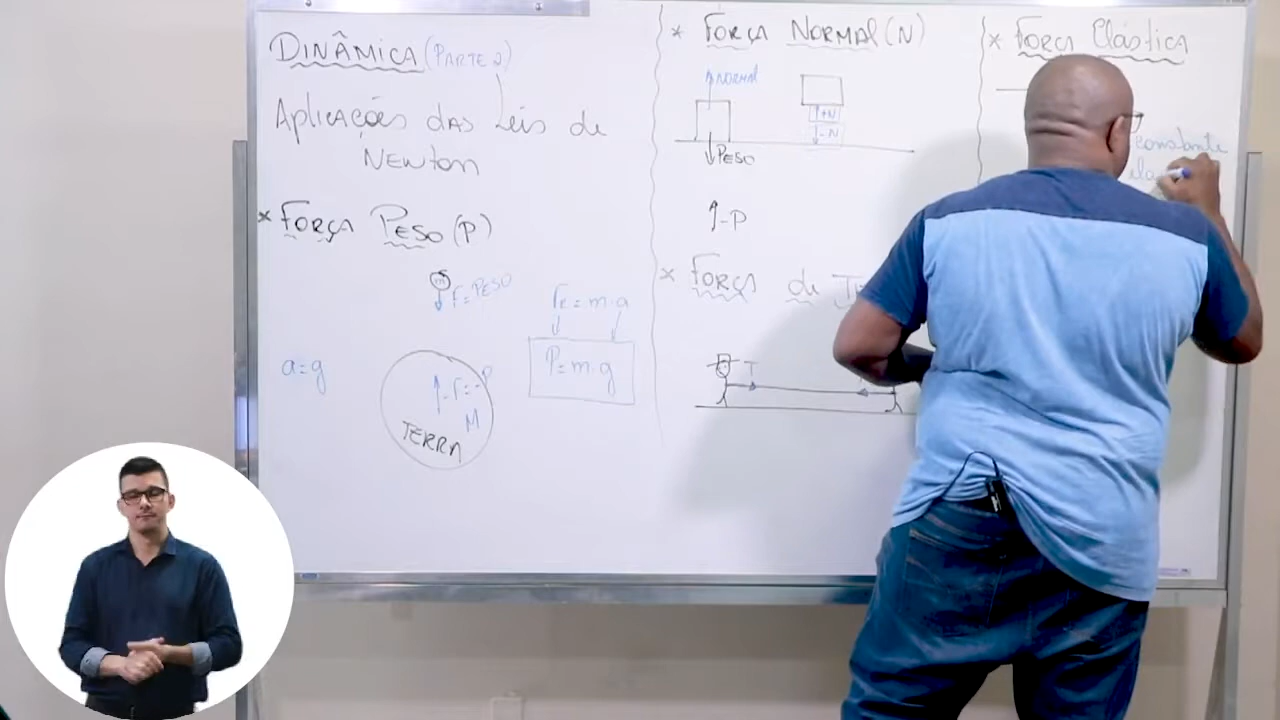 DINÂMICA (PARTE 2)
Aplicações das Leis de
NEWTON
* FORÇA PESO (P)
m
F = PESO
FR = m.a
P = m.g
a = g
-F = -P
M
TERRA
* FORÇA NORMAL (N)
NORMAL
+N
-N
PESO
-P
* FORÇA de
T
* FORÇA Elástica
constante